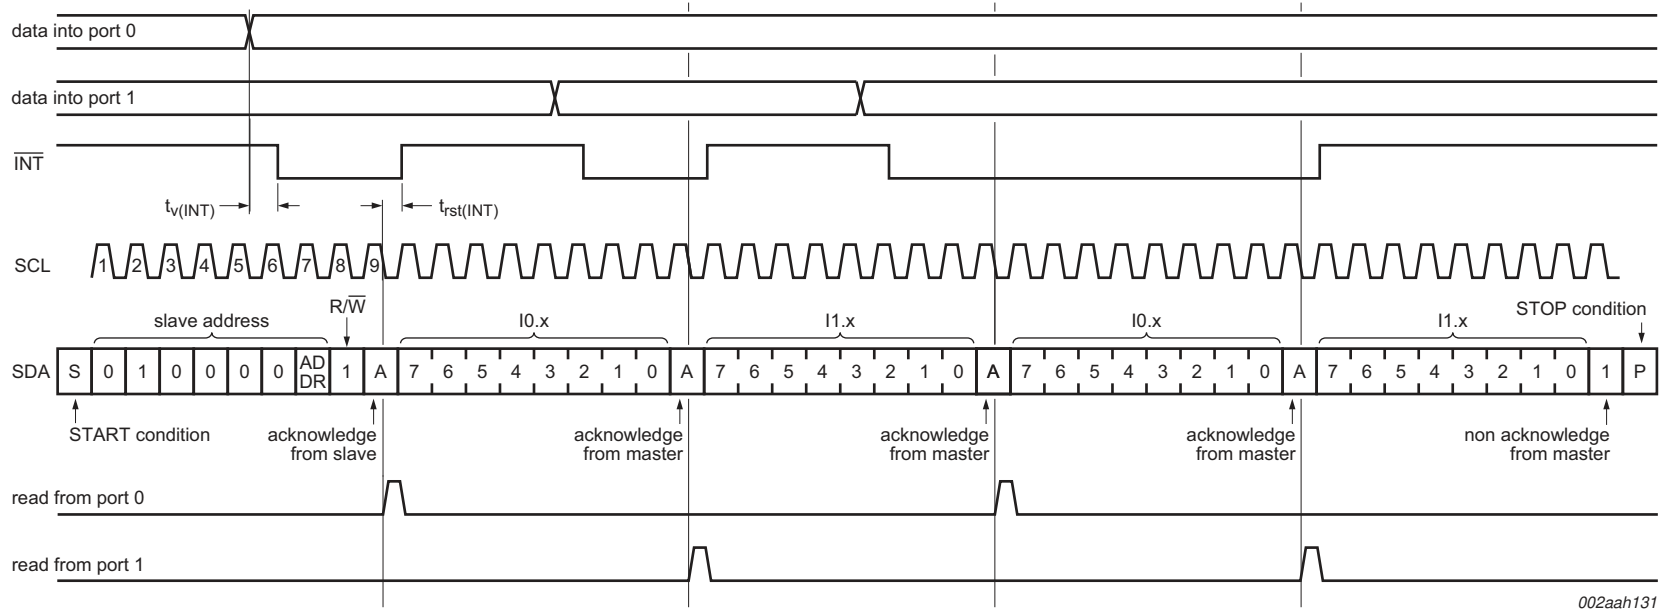 data into port 0
data into port 1
INT
tv(INT) trst(INT)
SCL 1 2 3 4 5 6 7 8 9
R/W STOP condition
slave address I0.x I1.x I0.x I1.x
SDA S 0 1 0 0 0 0 AD DR 1 A 7 6 5 4 3 2 1 0 A 7 6 5 4 3 2 1 0 A 7 6 5 4 3 2 1 0 A 7 6 5 4 3 2 1 0 1 P
START condition acknowledge from slave acknowledge from master acknowledge from master acknowledge from master non acknowledge from master
read from port 0
read from port 1
002aah131